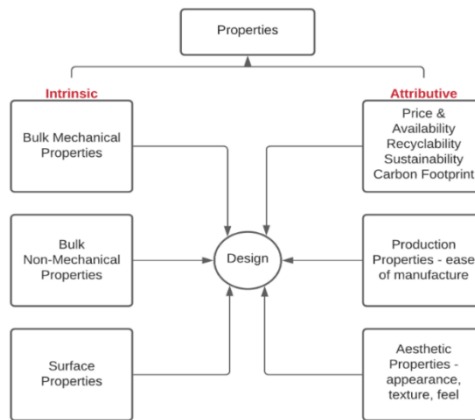 Properties
Intrinsic
Attributive
Bulk Mechanical
Properties
Price &
Availability
Recyclability
Sustainability
Carbon Footprint
Bulk
Non-Mechanical
Properties
Design
Production
Properties - ease
of manufacture
Surface
Properties
Aesthetic
Properties -
appearance,
texture, feel